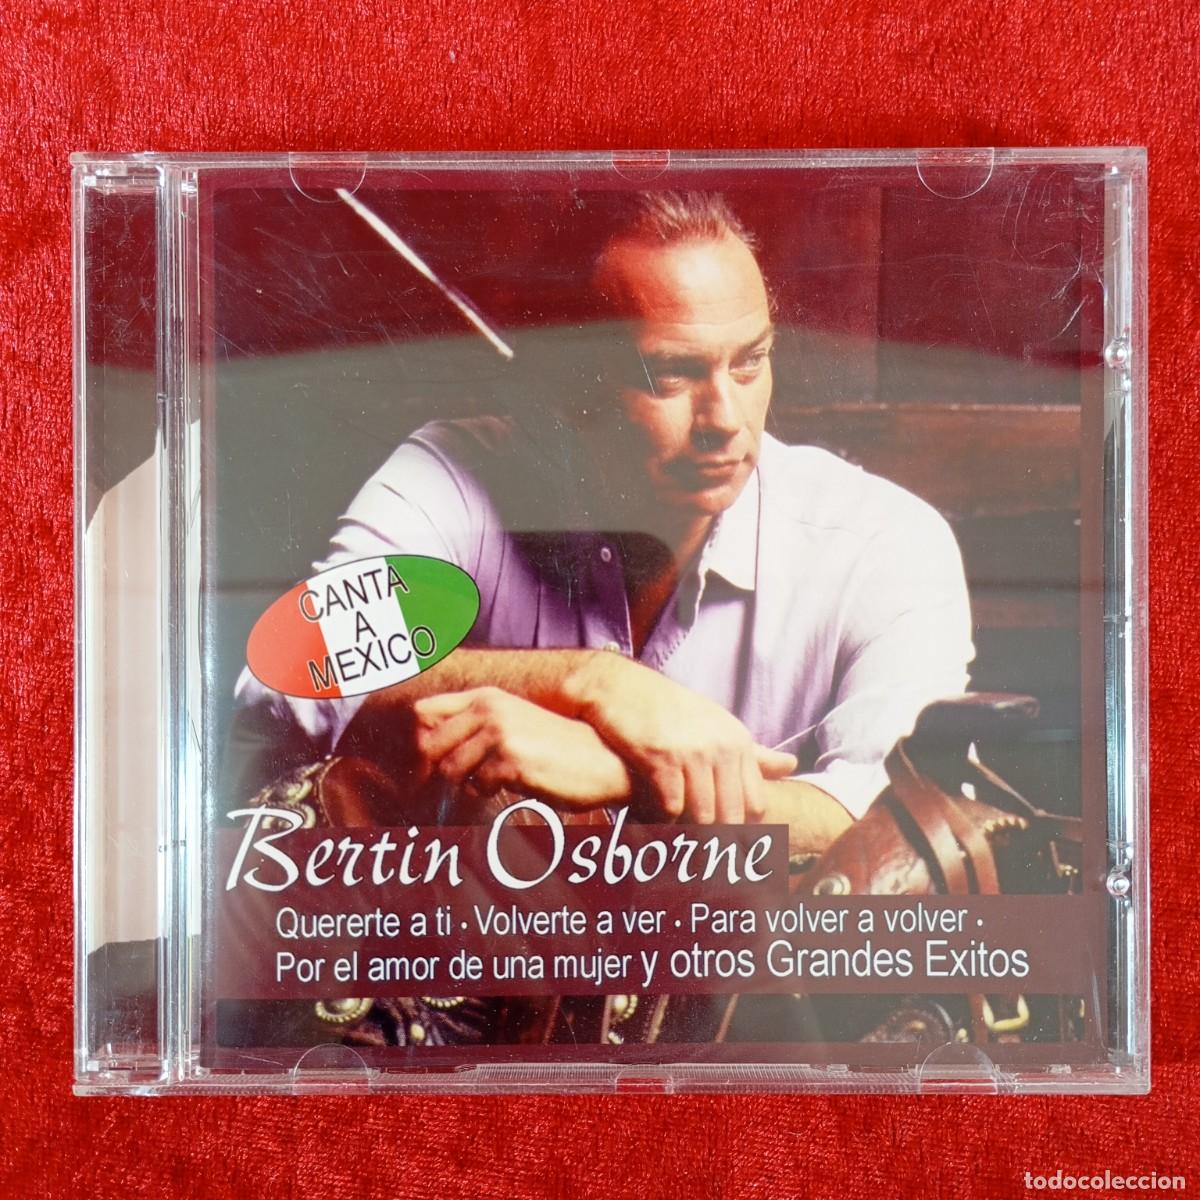 CANTA
A
MEXICO
Bertin Osborne
Quererte a ti • Volverte a ver • Para volver a volver •
Por el amor de una mujer y otros Grandes Exitos
todocoleccion